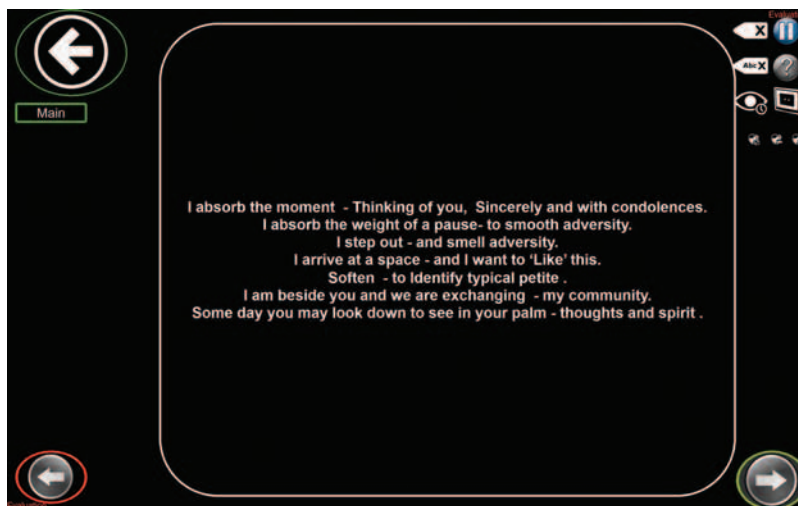 Evaluat
X
Abc X
?
Main
I absorb the moment - Thinking of you, Sincerely and with condolences.
I absorb the weight of a pause- to smooth adversity.
I step out - and smell adversity.
I arrive at a space - and I want to ‘Like’ this.
Soften - to Identify typical petite .
I am beside you and we are exchanging - my community.
Some day you may look down to see in your palm - thoughts and spirit .